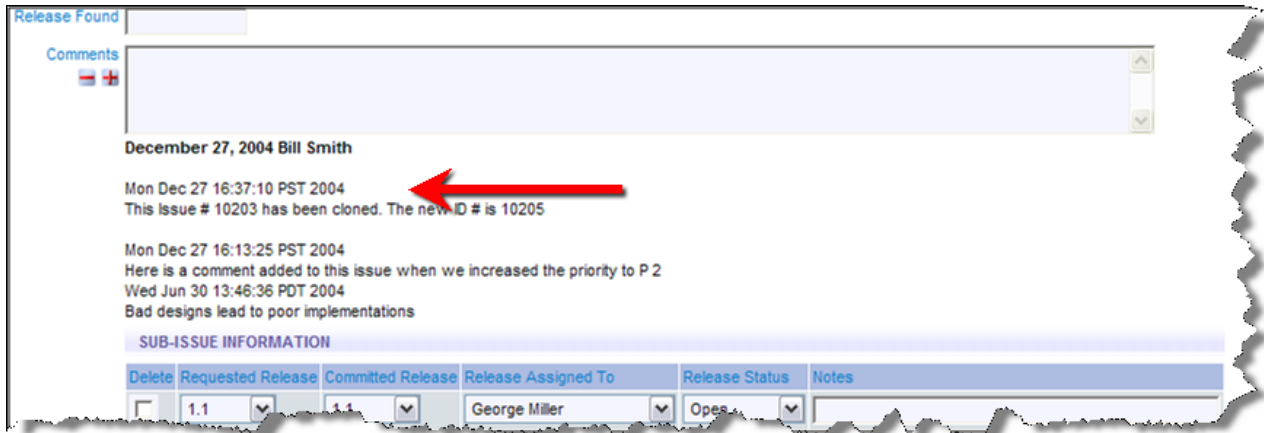 Release Found
Comments
December 27, 2004 Bill Smith
Mon Dec 27 16:37:10 PST 2004
This Issue # 10203 has been cloned. The new ID # is 10205
Mon Dec 27 16:13:25 PST 2004
Here is a comment added to this issue when we increased the priority to P 2
Wed Jun 30 13:46:36 PDT 2004
Bad designs lead to poor implementations
SUB-ISSUE INFORMATION
Delete Requested Release Committed Release Release Assigned To Release Status Notes
1.1 1.1 George Miller Open